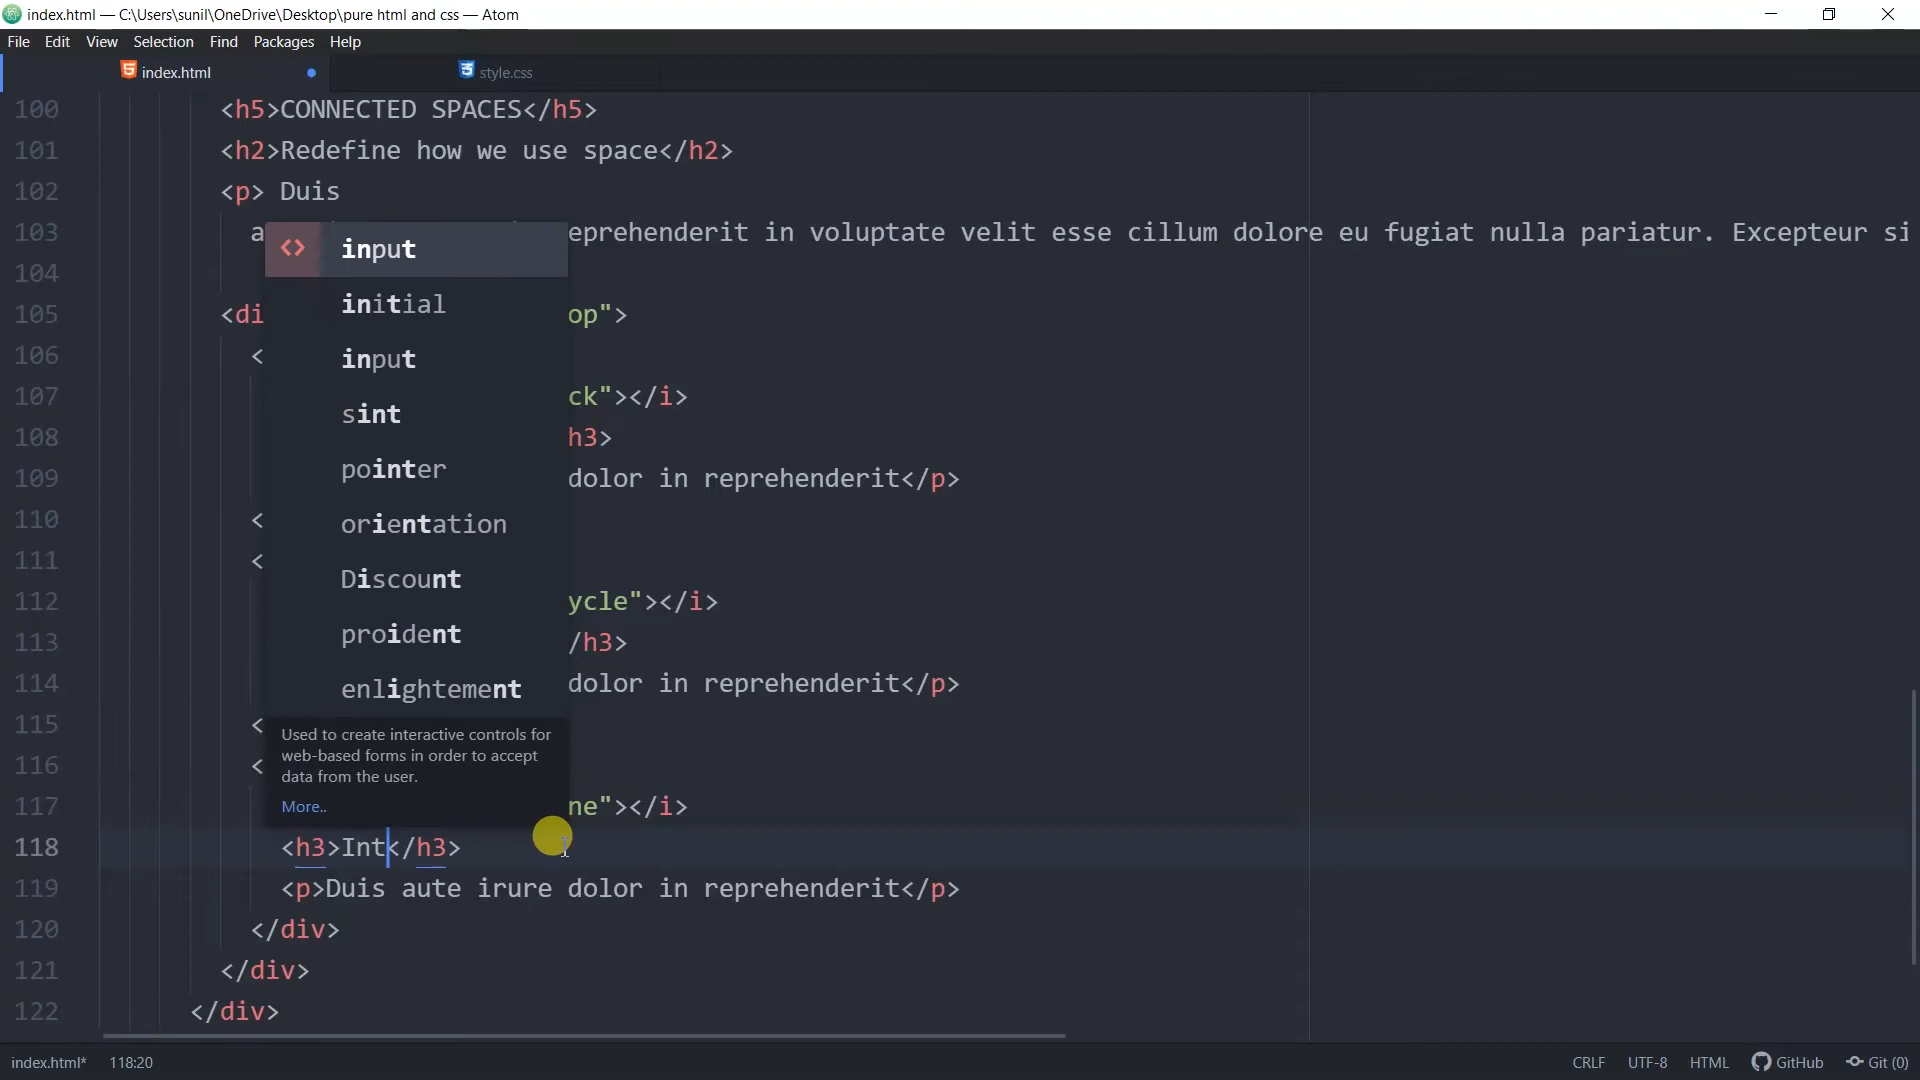 index.html — C:\Users\sunil\OneDrive\Desktop\pure html and css — Atom
File Edit View Selection Find Packages Help
index.html style.css
100 <h5>CONNECTED SPACES</h5>
101 <h2>Redefine how we use space</h2>
102 <p> Duis
103 a eprehenderit in voluptate velit esse cillum dolore eu fugiat nulla pariatur. Excepteur si
104
105 <di op">
106 <
107 ck"></i>
108 h3>
109 dolor in reprehenderit</p>
110 <
111 <
112 ycle"></i>
113 /h3>
114 dolor in reprehenderit</p>
115 <
116 <
117 ne"></i>
118 <h3>Int</h3>
119 <p>Duis aute irure dolor in reprehenderit</p>
120 </div>
121 </div>
122 </div>
<> input
initial
input
sint
pointer
orientation
Discount
proident
enlightement
Used to create interactive controls for
web-based forms in order to accept
data from the user.
More..
index.html* 118:20 CRLF UTF-8 HTML GitHub Git (0)